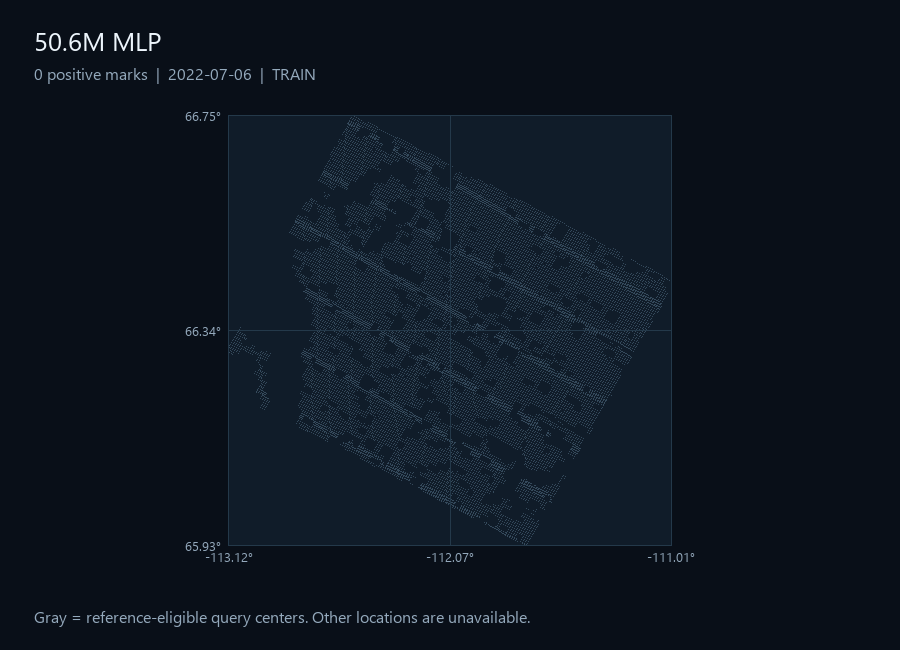 50.6M MLP
0 positive marks | 2022-07-06 | TRAIN
66.75°
66.34°
65.93°
-113.12°
-112.07°
-111.01°
Gray = reference-eligible query centers. Other locations are unavailable.